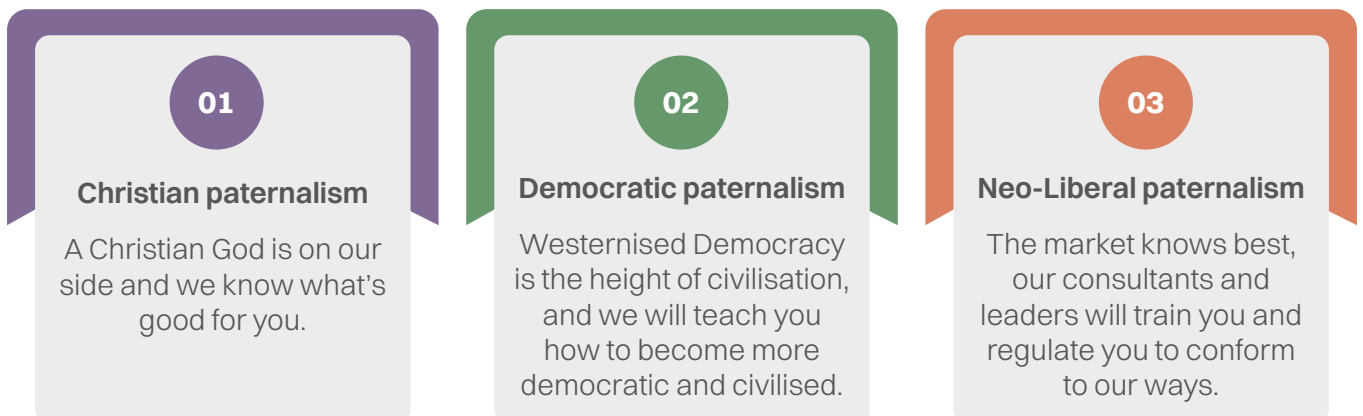 01
Christian paternalism
A Christian God is on our
side and we know what's
good for you.
02
Democratic paternalism
Westernised Democracy
is the height of civilisation,
and we will teach you
how to become more
democratic and civilised.
03
Neo-Liberal paternalism
The market knows best,
our consultants and
leaders will train you and
regulate you to conform
to our ways.